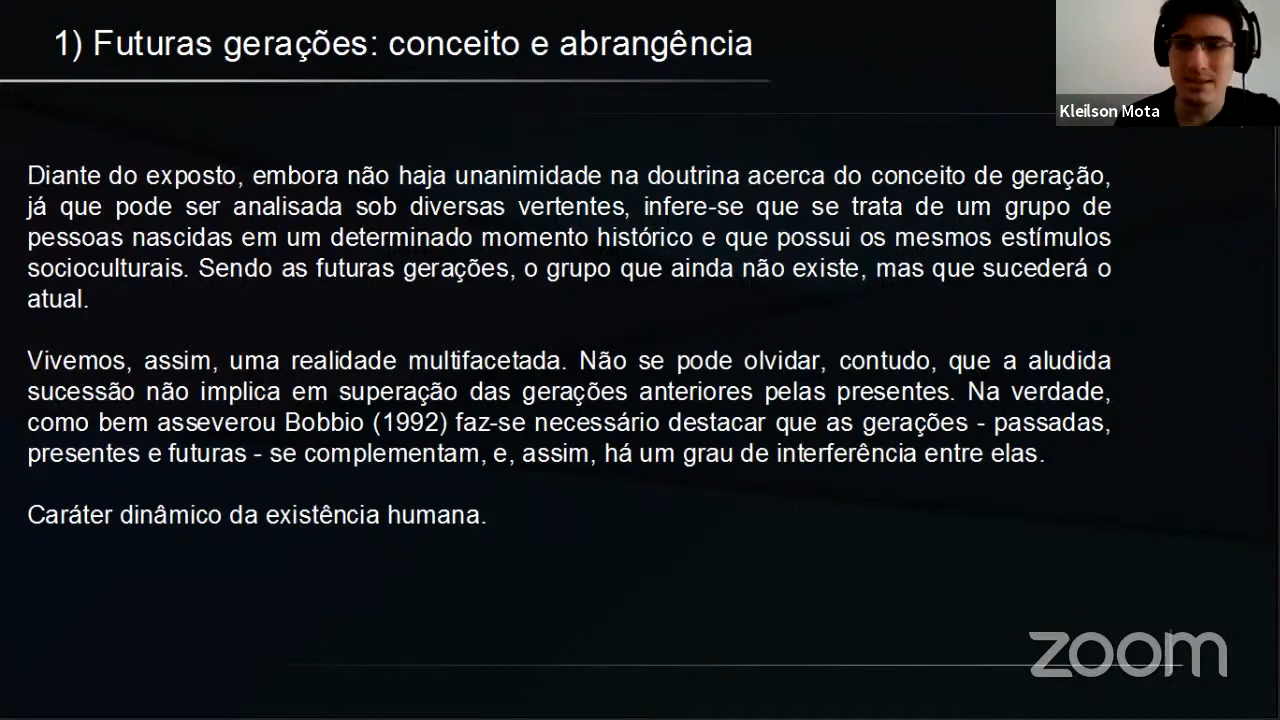 1) Futuras gerações: conceito e abrangência
Kleilson Mota
Diante do exposto, embora não haja unanimidade na doutrina acerca do conceito de geração,
já que pode ser analisada sob diversas vertentes, infere-se que se trata de um grupo de
pessoas nascidas em um determinado momento histórico e que possui os mesmos estímulos
socioculturais. Sendo as futuras gerações, o grupo que ainda não existe, mas que sucederá o
atual.
Vivemos, assim, uma realidade multifacetada. Não se pode olvidar, contudo, que a aludida
sucessão não implica em superação das gerações anteriores pelas presentes. Na verdade,
como bem asseverou Bobbio (1992) faz-se necessário destacar que as gerações - passadas,
presentes e futuras - se complementam, e, assim, há um grau de interferência entre elas.
Caráter dinâmico da existência humana.
zoom